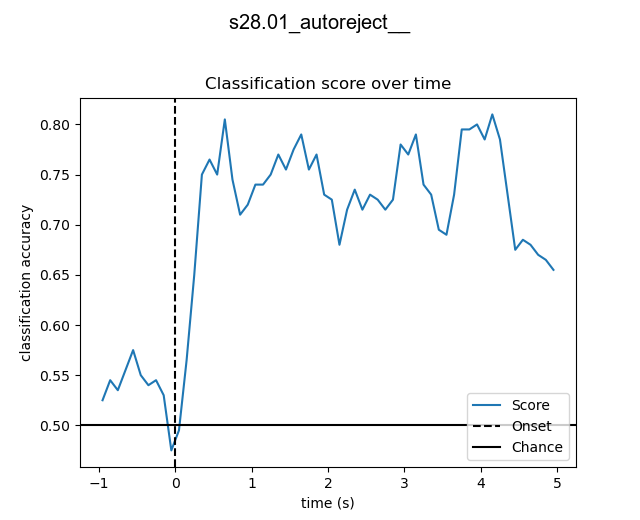 s28.01_autoreject__
Classification score over time
classification accuracy
0.80
0.75
0.70
0.65
0.60
0.55
0.50
Score
Onset
Chance
−1
0
1
2
3
4
5
time (s)